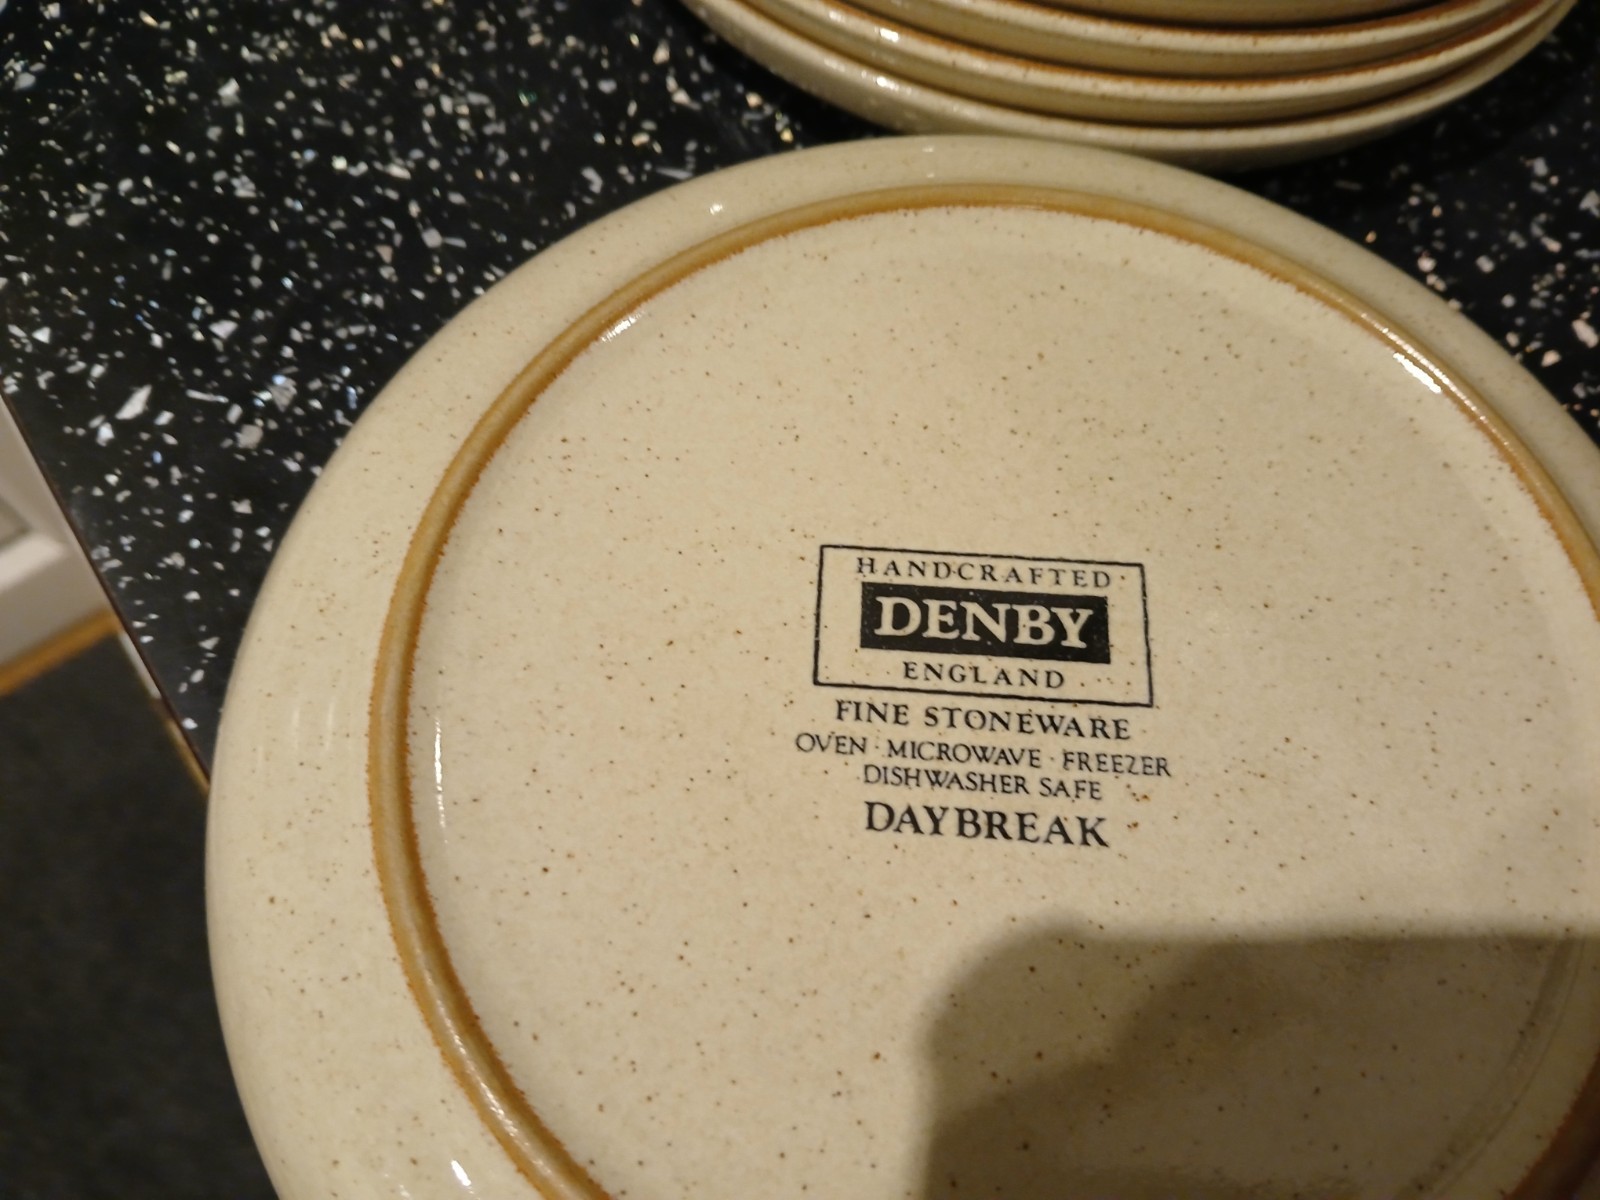 HANDCRAFTED
DENBY
ENGLAND
FINE STONEWARE
OVEN · MICROWAVE · FREEZER
DISHWASHER SAFE
DAYBREAK